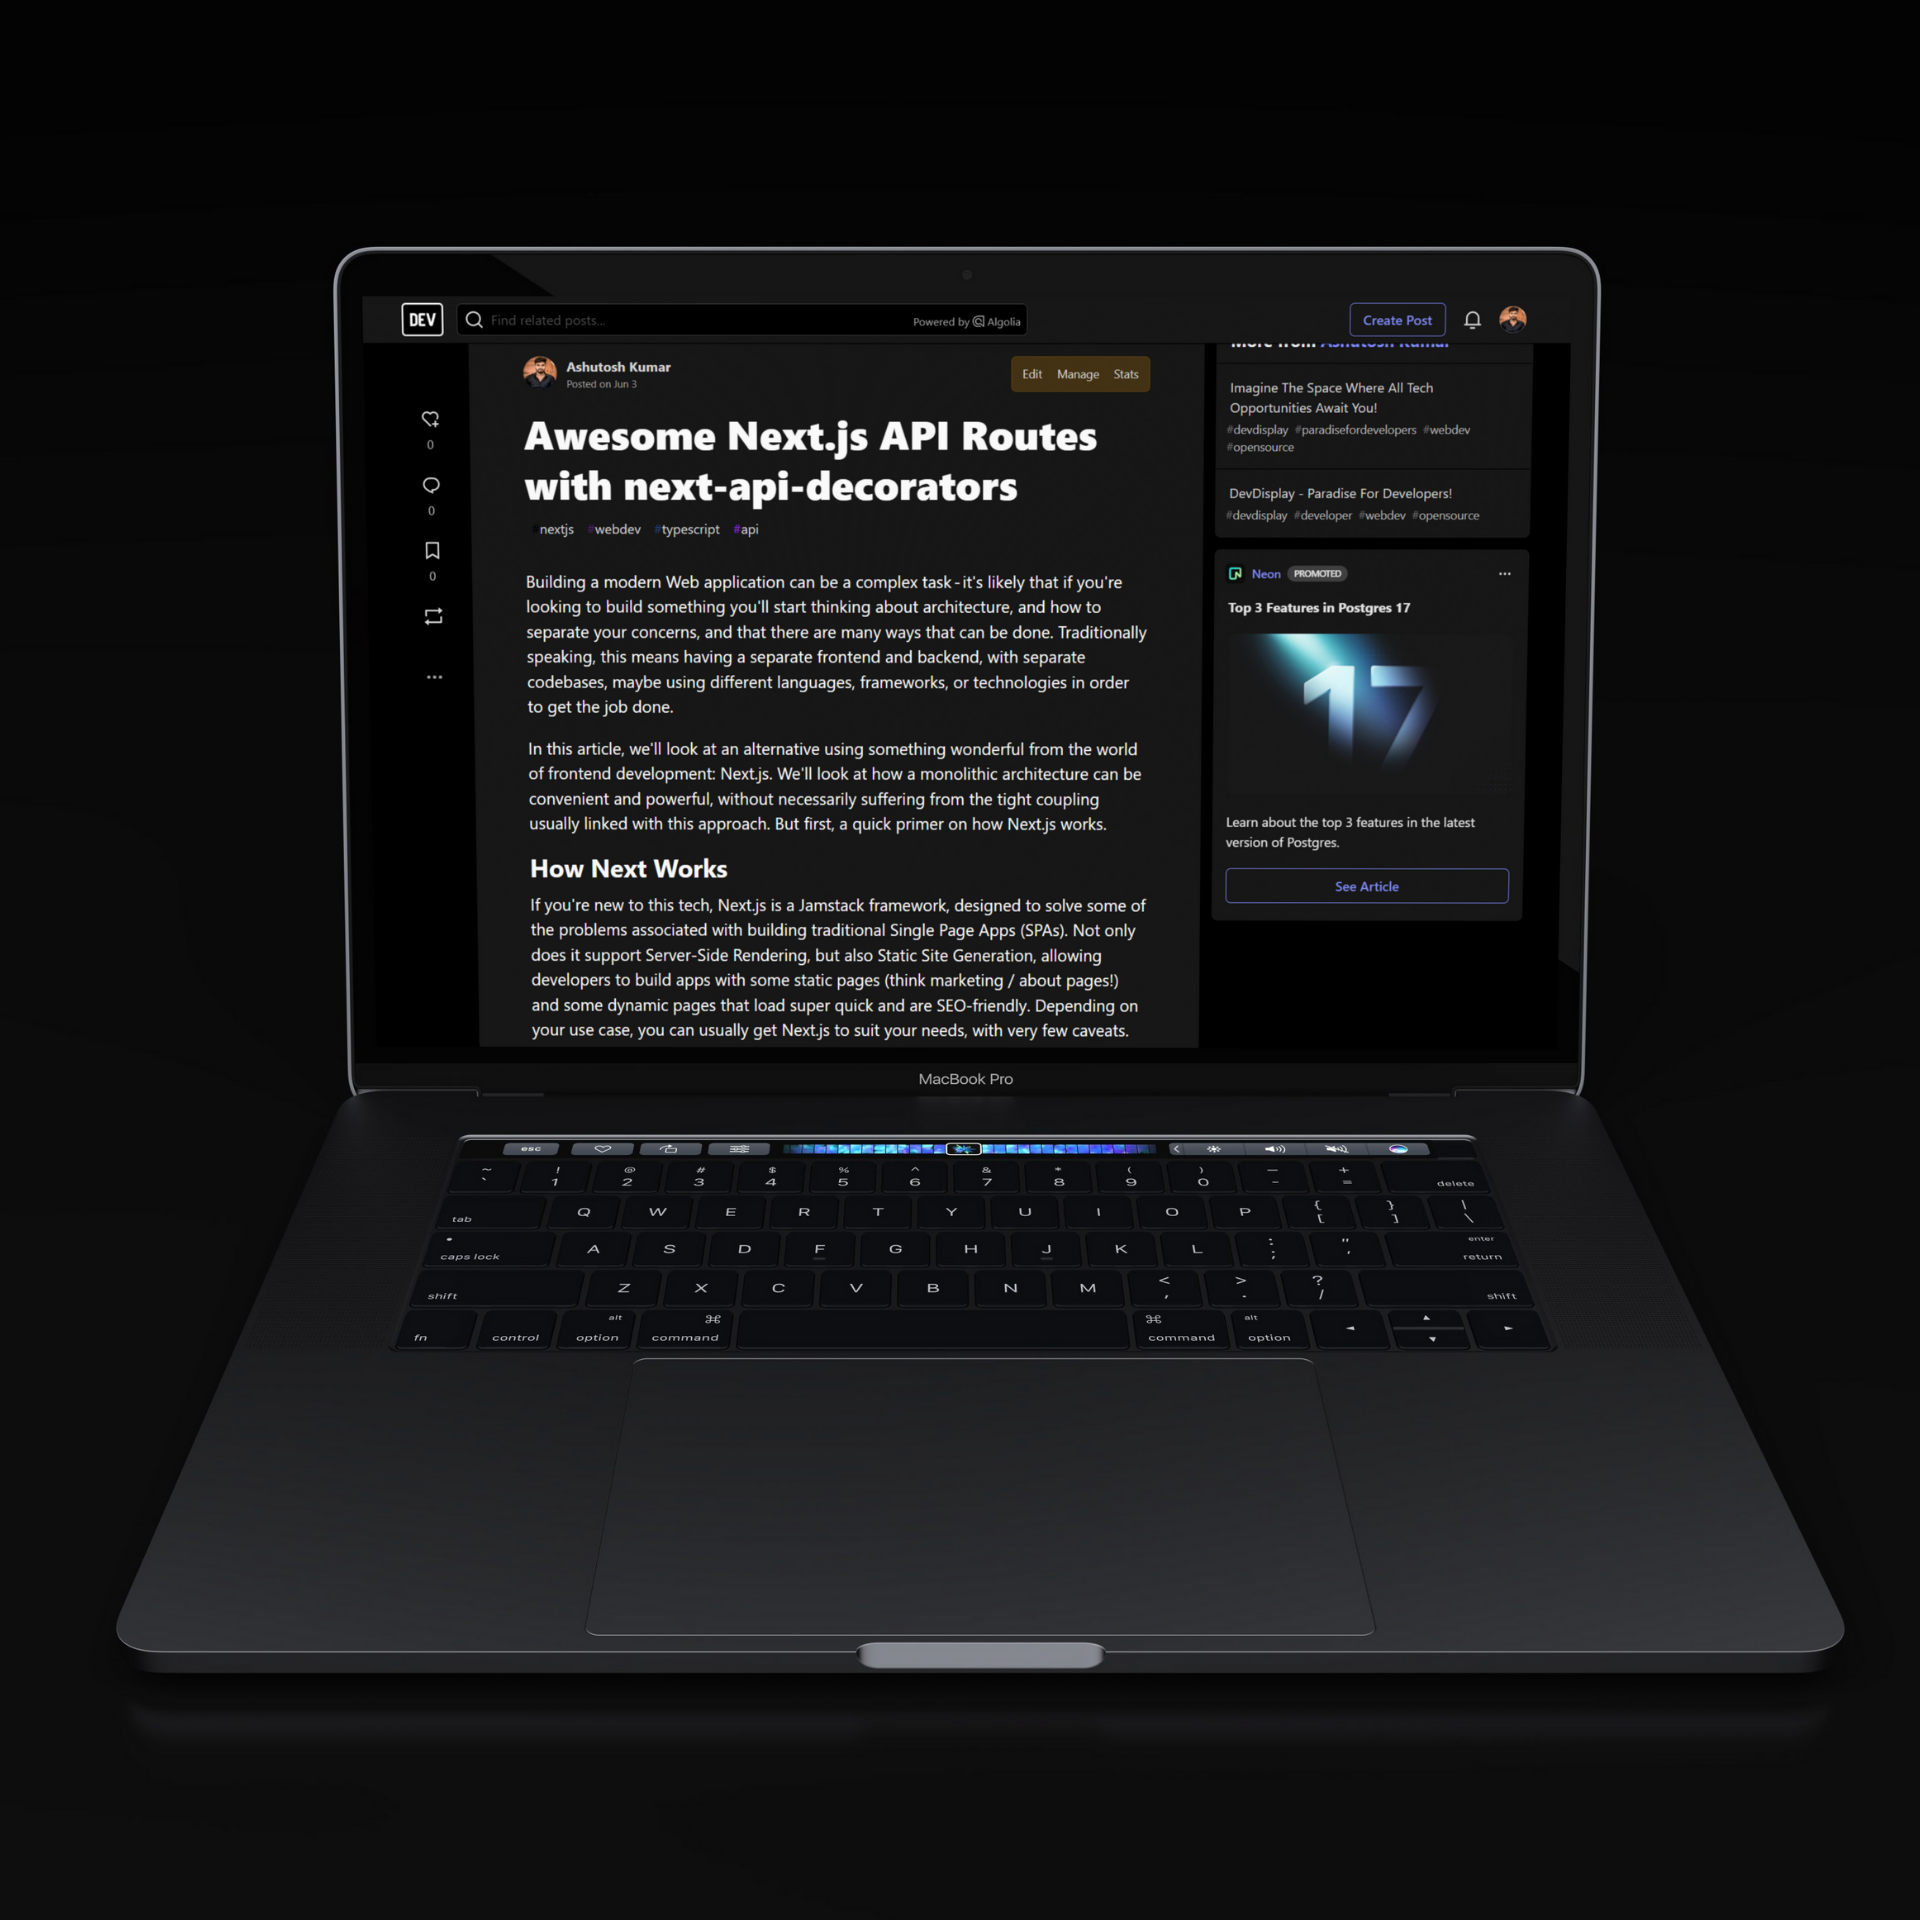 DEV
Find related posts...
Powered by Algolia
Create Post
Ashutosh Kumar
Posted on Jun 3
Edit Manage Stats
Awesome Next.js API Routes
with next-api-decorators
#nextjs #webdev #typescript #api
0
0
0
Building a modern Web application can be a complex task - it's likely that if you're
looking to build something you'll start thinking about architecture, and how to
separate your concerns, and that there are many ways that can be done. Traditionally
speaking, this means having a separate frontend and backend, with separate
codebases, maybe using different languages, frameworks, or technologies in order
to get the job done.
In this article, we'll look at an alternative using something wonderful from the world
of frontend development: Next.js. We'll look at how a monolithic architecture can be
convenient and powerful, without necessarily suffering from the tight coupling
usually linked with this approach. But first, a quick primer on how Next.js works.
How Next Works
If you're new to this tech, Next.js is a Jamstack framework, designed to solve some of
the problems associated with building traditional Single Page Apps (SPAs). Not only
does it support Server-Side Rendering, but also Static Site Generation, allowing
developers to build apps with some static pages (think marketing / about pages!)
and some dynamic pages that load super quick and are SEO-friendly. Depending on
your use case, you can usually get Next.js to suit your needs, with very few caveats.
More from Ashutosh Kumar
Imagine The Space Where All Tech
Opportunities Await You!
#devdisplay #paradisefordevelopers #webdev
#opensource
DevDisplay - Paradise For Developers!
#devdisplay #developer #webdev #opensource
Neon PROMOTED
Top 3 Features in Postgres 17
17
Learn about the top 3 features in the latest
version of Postgres.
See Article
MacBook Pro
esc
~ ! @ # $ % ^ & * ( ) — +
` 1 2 3 4 5 6 7 8 9 0 - = delete
tab Q W E R T Y U I O P { [ } ] | \
caps lock A S D F G H J K L : ; " ' enter return
shift Z X C V B N M < , > . ? / shift
fn control alt option ⌘ command ⌘ command alt option